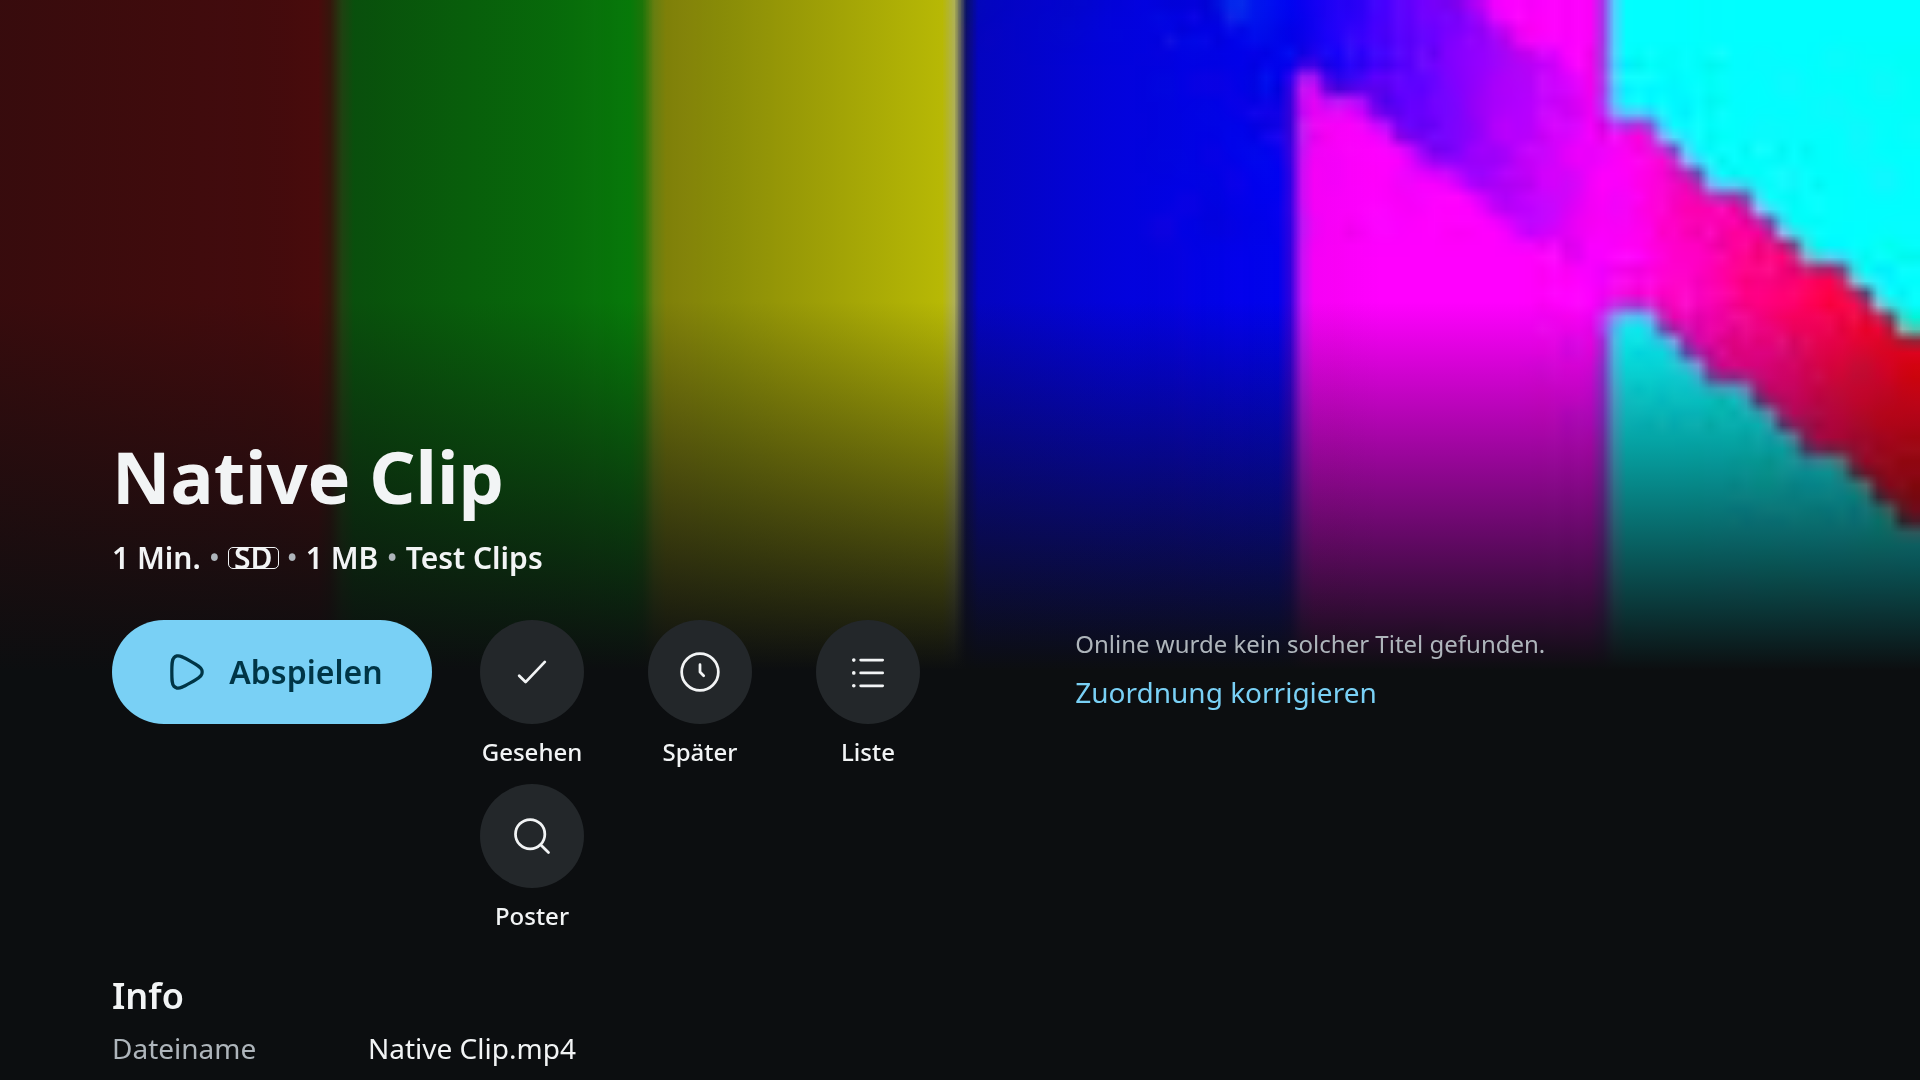 Native Clip
1 Min. • SD • 1 MB • Test Clips
Abspielen
Gesehen
Später
Liste
Poster
Online wurde kein solcher Titel gefunden.
Zuordnung korrigieren
Info
Dateiname Native Clip.mp4